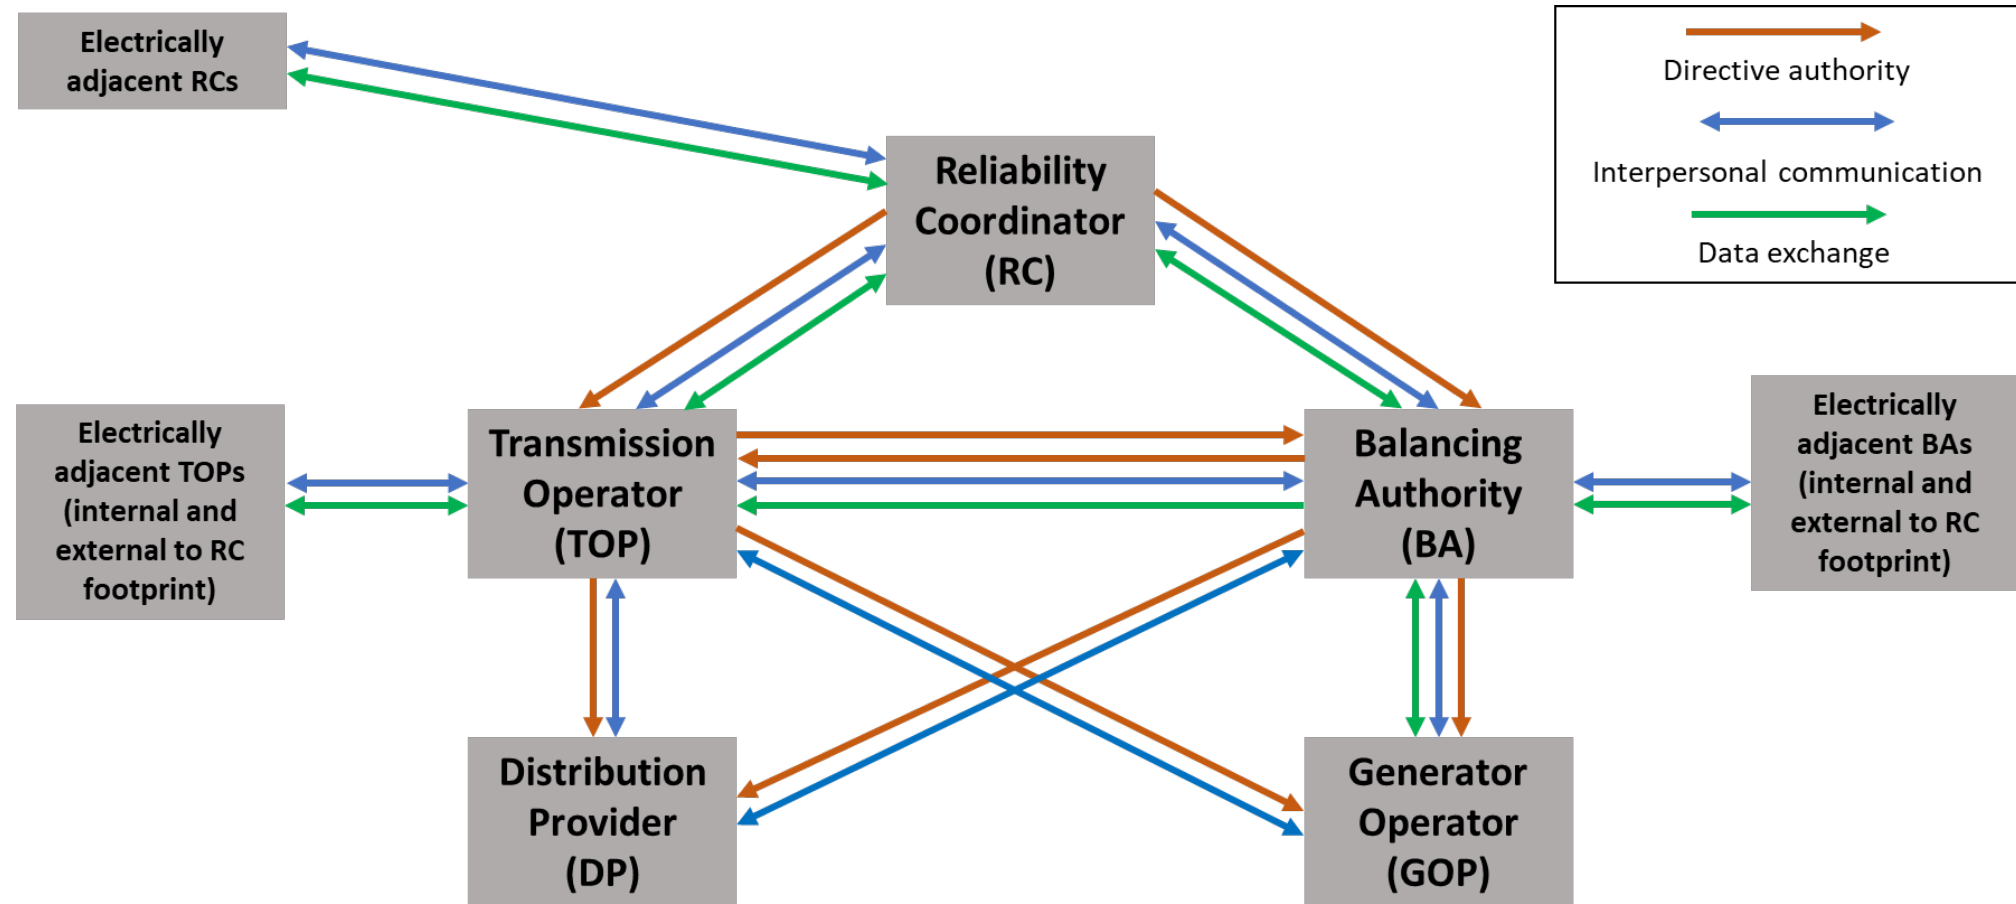 Electrically
adjacent RCs
Directive authority
Interpersonal communication
Data exchange
Reliability
Coordinator
(RC)
Electrically
adjacent TOPs
(internal and
external to RC
footprint)
Transmission
Operator
(TOP)
Balancing
Authority
(BA)
Electrically
adjacent BAs
(internal and
external to RC
footprint)
Distribution
Provider
(DP)
Generator
Operator
(GOP)